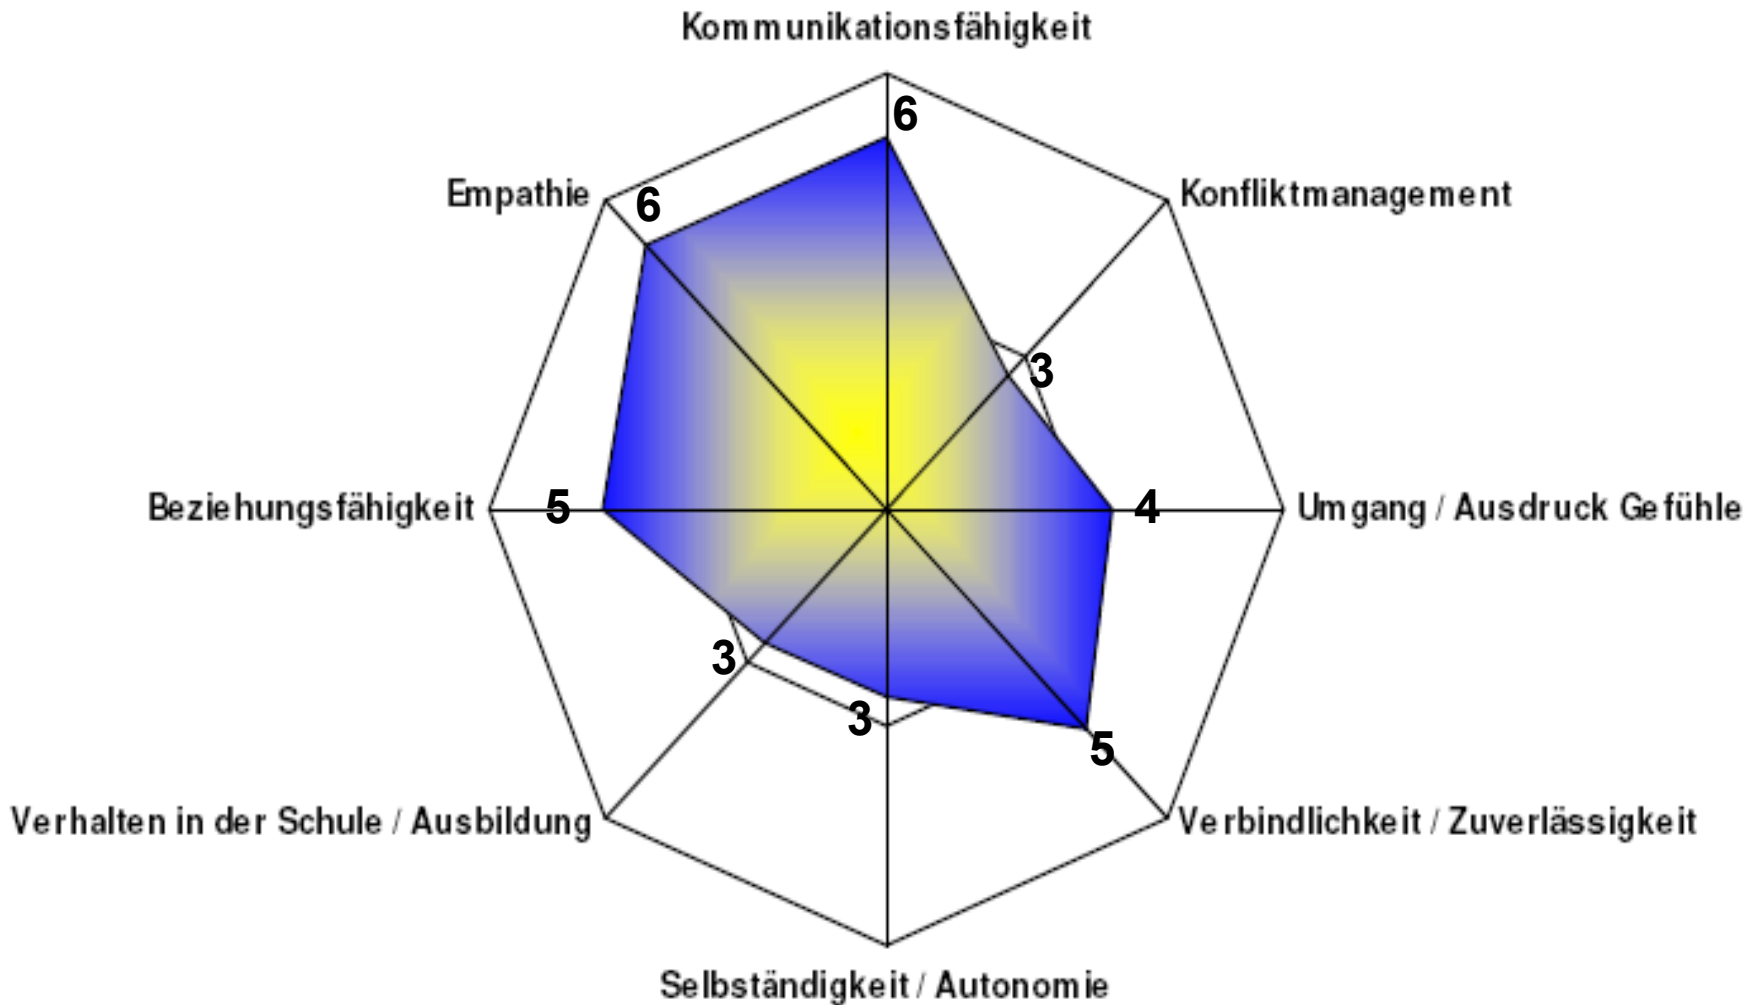 Kommunikationsfähigkeit
6
Empathie
6
Konfliktmanagement
3
Beziehungsfähigkeit
5
4
Umgang / Ausdruck Gefühle
3
3
5
Verhalten in der Schule / Ausbildung
Verbindlichkeit / Zuverlässigkeit
Selbständigkeit / Autonomie